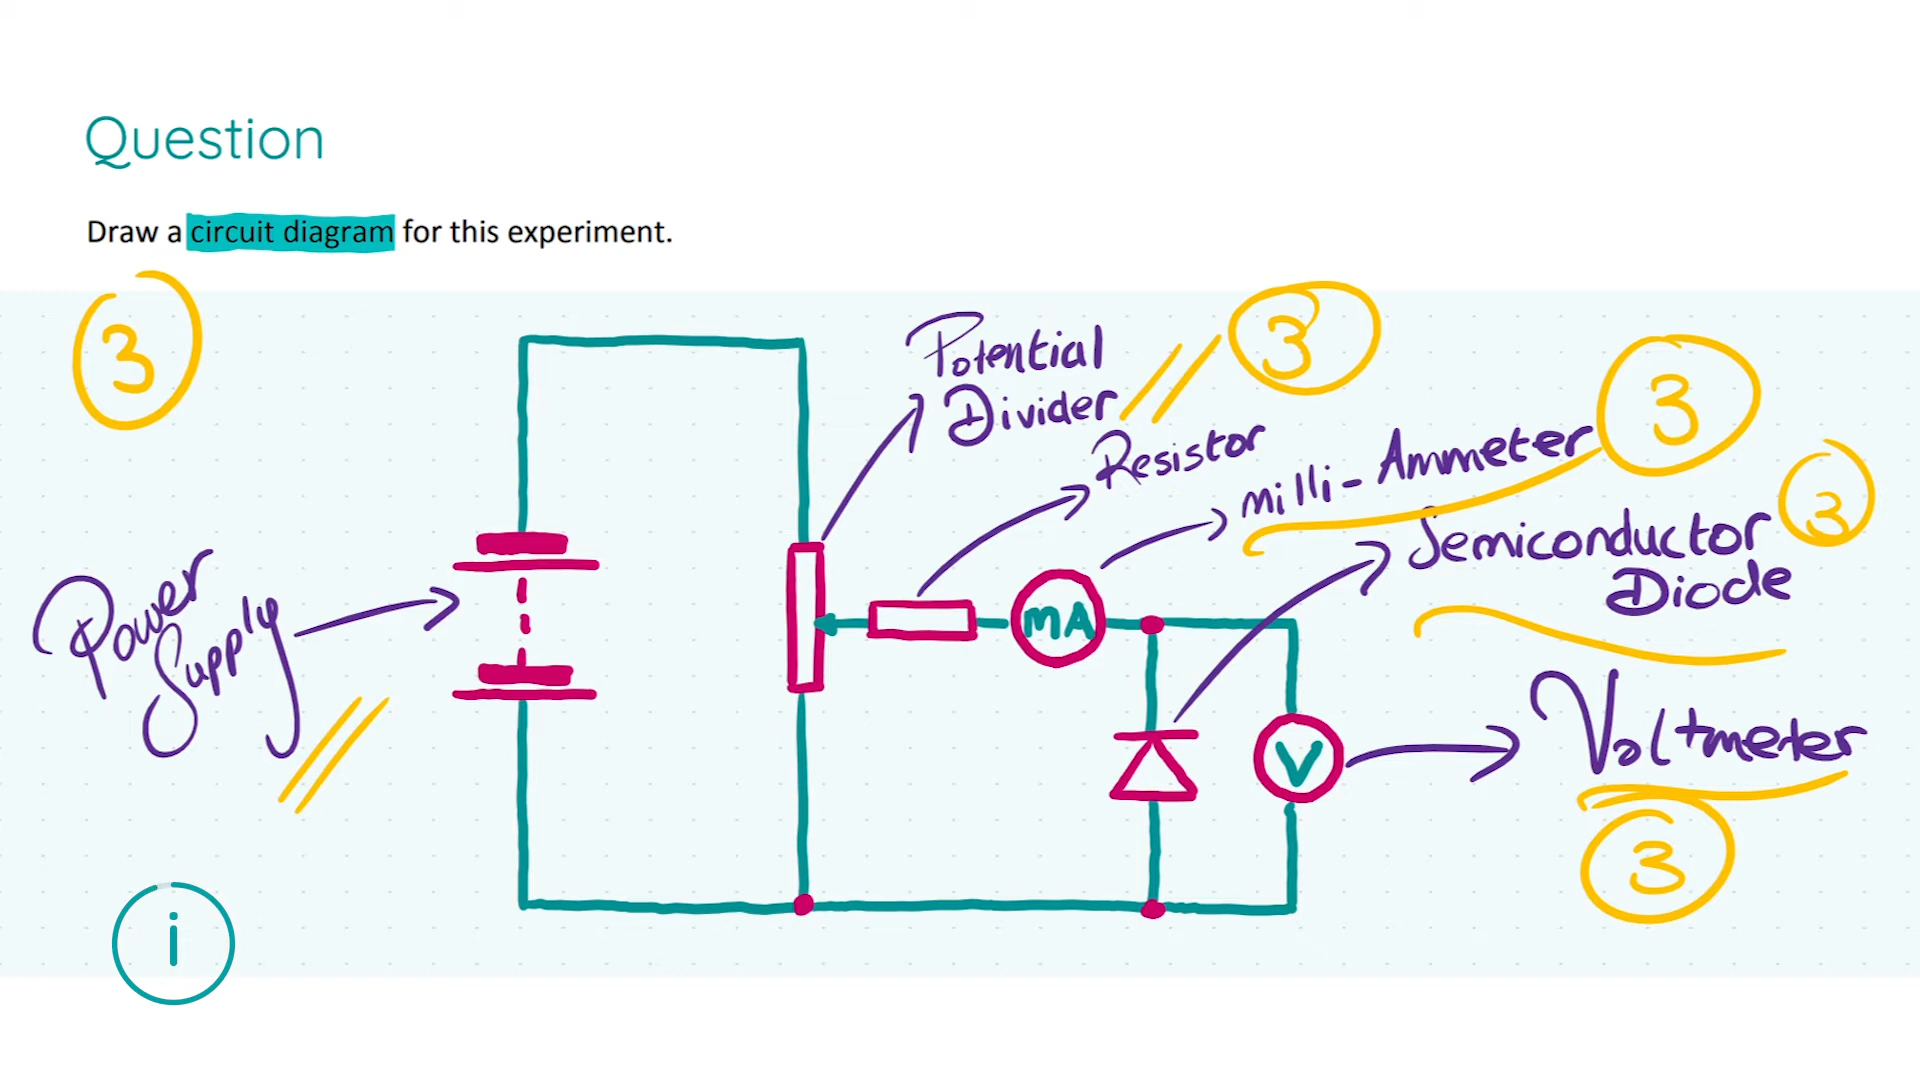 Question
Draw a circuit diagram for this experiment.
3
Potential
Divider
3
Resistor
milli-Ammeter
3
Semiconductor
Diode
3
Power
Supply
mA
V
Voltmeter
3
i